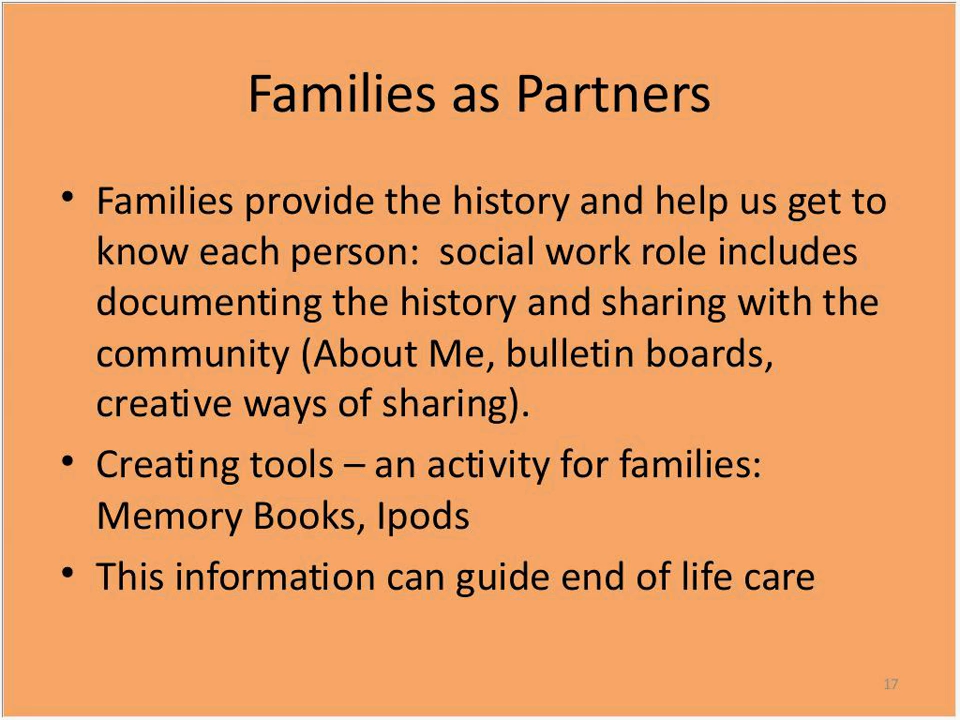 Families as Partners
• Families provide the history and help us get to
know each person:  social work role includes
documenting the history and sharing with the
community (About Me, bulletin boards,
creative ways of sharing).
• Creating tools – an activity for families:
Memory Books, Ipods
• This information can guide end of life care
17